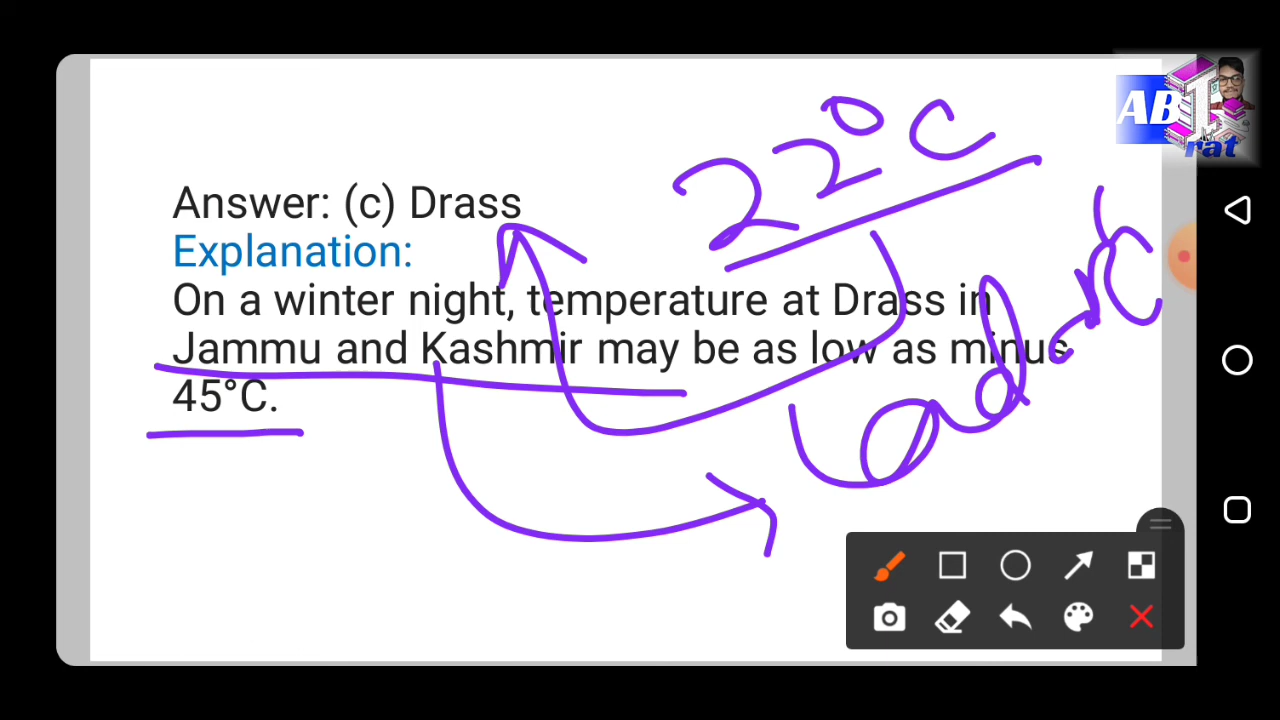 22°C
Answer: (c) Drass
Explanation:
On a winter night, temperature at Drass in
Jammu and Kashmir may be as low as minus
45°C.
AB
rat